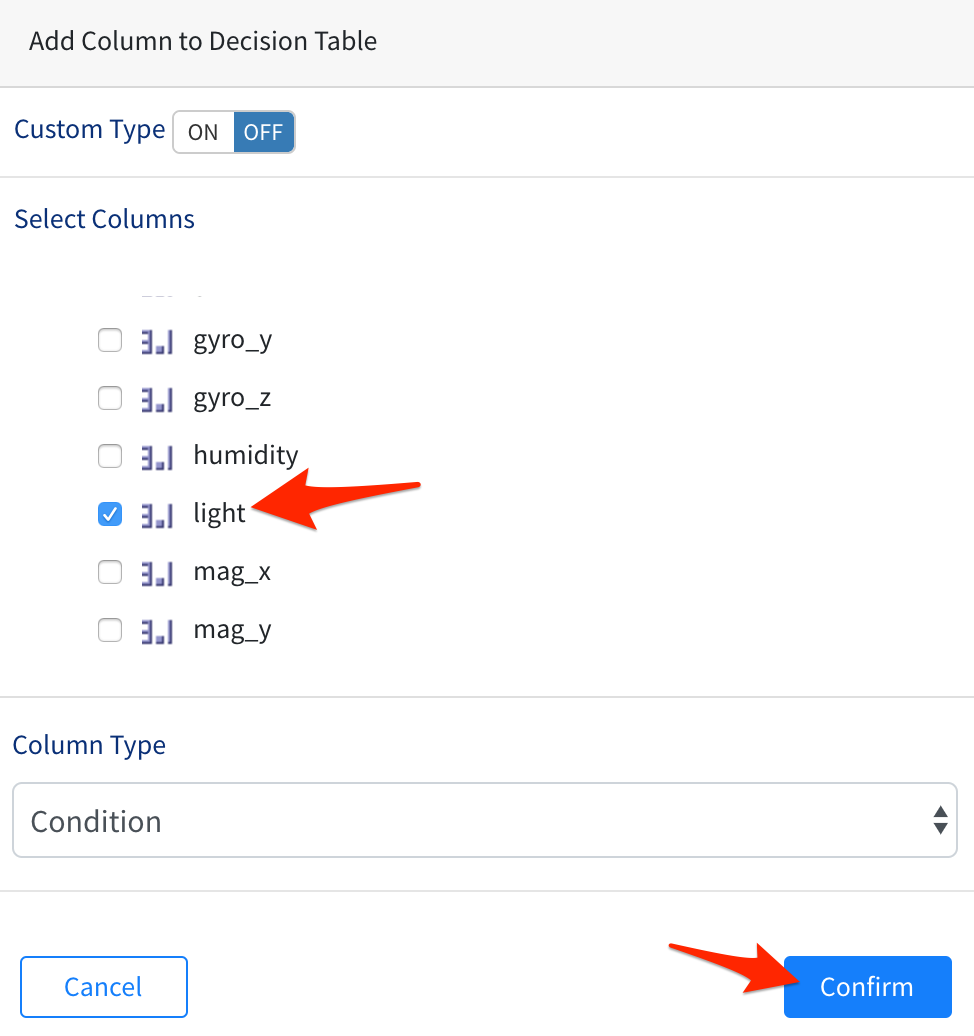 Add Column to Decision Table
Custom Type ON OFF
Select Columns
gyro_y
gyro_z
humidity
light
mag_x
mag_y
Column Type
Condition
Cancel Confirm